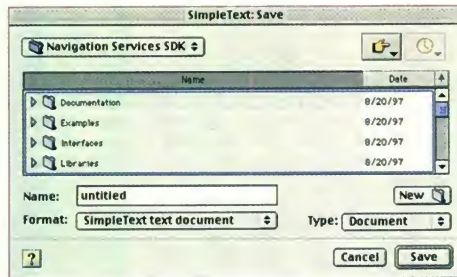 SimpleText: Save
Navigation Services SDK
Name Date
Documentation 8/20/97
Examples 8/20/97
Interfaces 8/20/97
Libraries 8/20/97
Name: untitled New
Format: SimpleText text document Type: Document
? Cancel Save